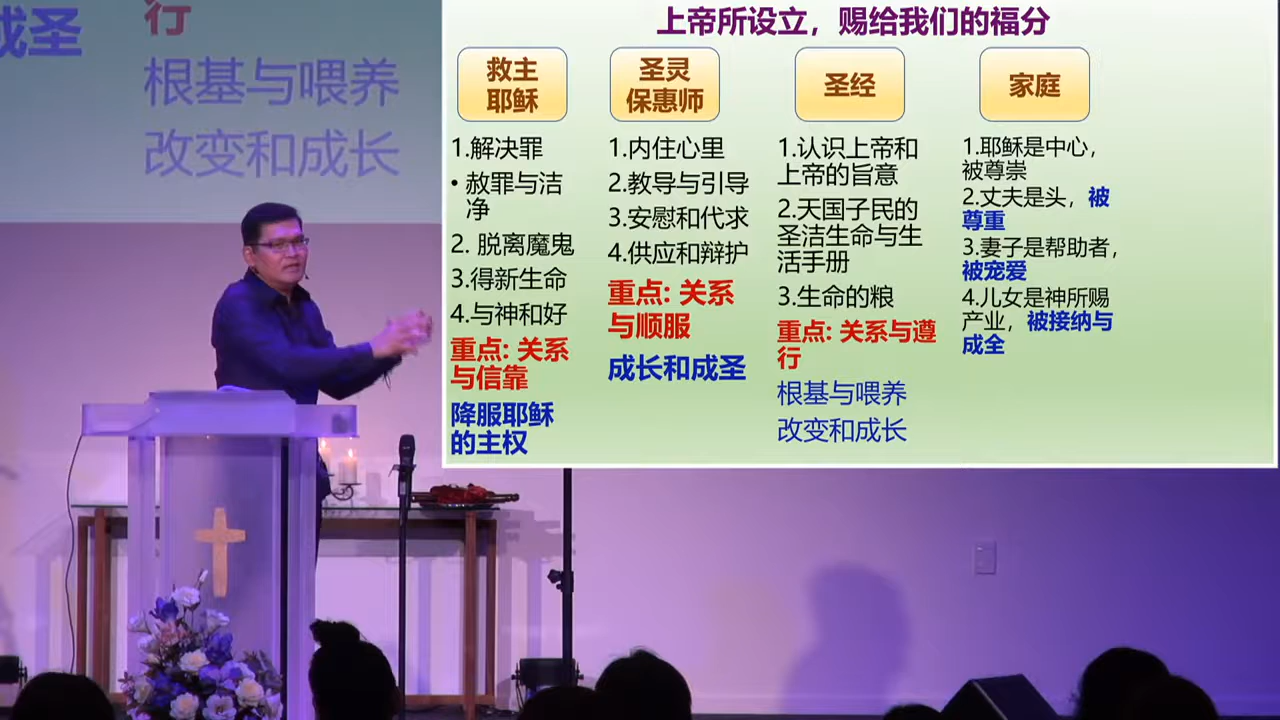 成圣
行
根基与喂养
改变和成长
上帝所设立，赐给我们的福分
救主
耶稣
1.解决罪
• 赦罪与洁
净
2. 脱离魔鬼
3.得新生命
4.与神和好
重点: 关系
与信靠
降服耶稣
的主权
圣灵
保惠师
1.内住心里
2.教导与引导
3.安慰和代求
4.供应和辩护
重点: 关系
与顺服
成长和成圣
圣经
1.认识上帝和
上帝的旨意
2.天国子民的
圣洁生命与生
活手册
3.生命的粮
重点: 关系与遵
行
根基与喂养
改变和成长
家庭
1.耶稣是中心，
被尊崇
2.丈夫是头，被
尊重
3.妻子是帮助者，
被宠爱
4.儿女是神所赐
产业，被接纳与
成全